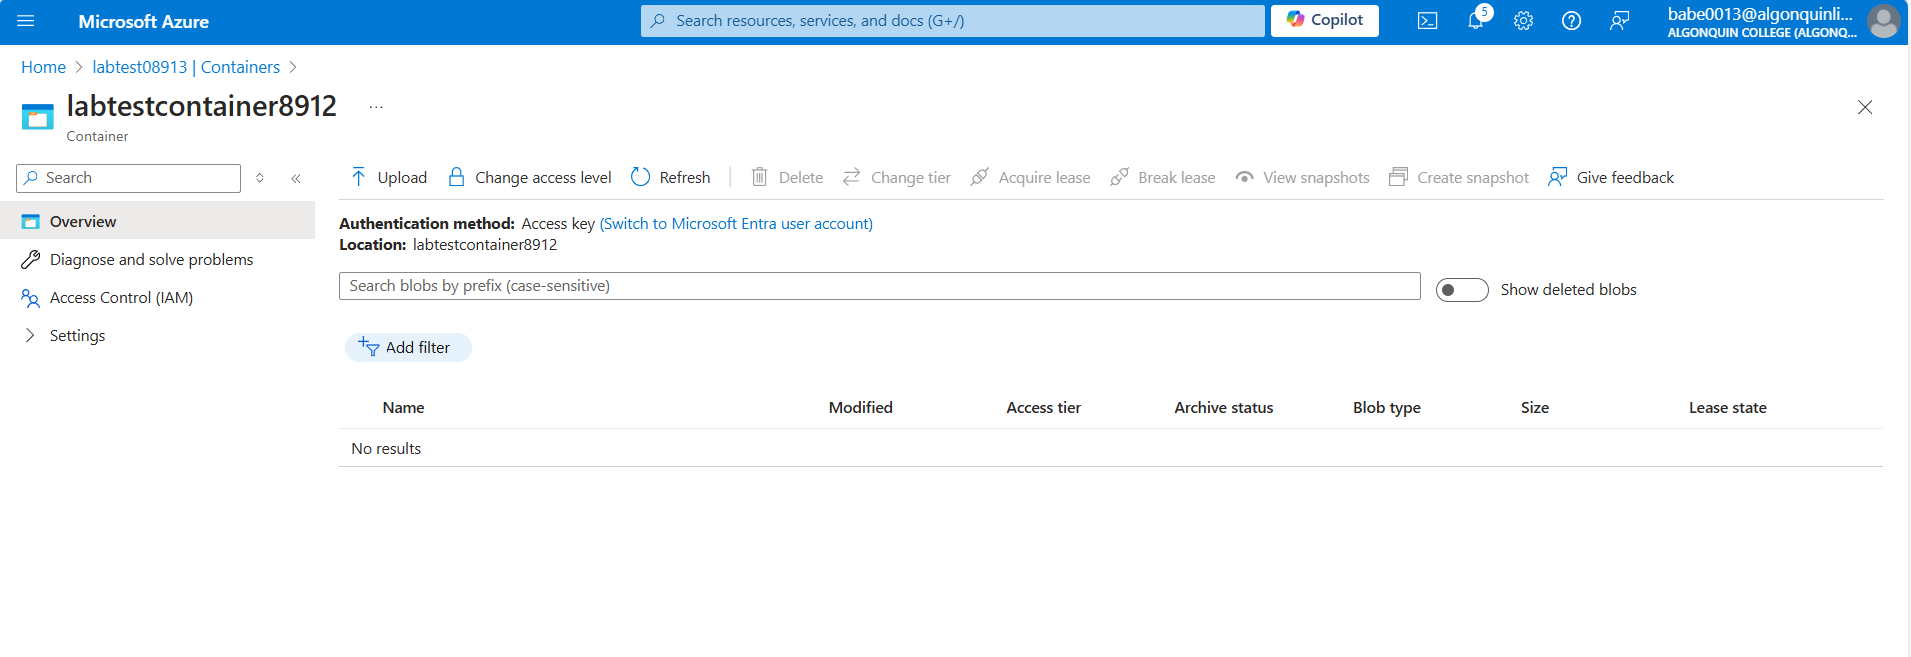 Microsoft Azure
Search resources, services, and docs (G+/)
Copilot
5
babe0013@algonquinli...
ALGONQUIN COLLEGE (ALGONQ...
Home > labtest08913 | Containers >
labtestcontainer8912 ...
Container
Search
Upload Change access level Refresh Delete Change tier Acquire lease Break lease View snapshots Create snapshot Give feedback
Overview
Diagnose and solve problems
Access Control (IAM)
Settings
Authentication method: Access key (Switch to Microsoft Entra user account)
Location: labtestcontainer8912
Search blobs by prefix (case-sensitive)
Show deleted blobs
Add filter
Name Modified Access tier Archive status Blob type Size Lease state
No results